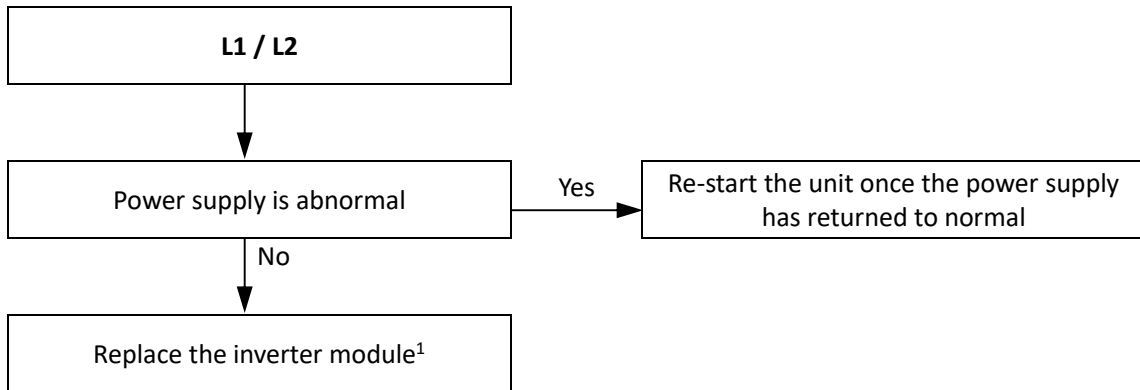 L1 / L2
Power supply is abnormal
Yes
Re-start the unit once the power supply
has returned to normal
No
Replace the inverter module¹